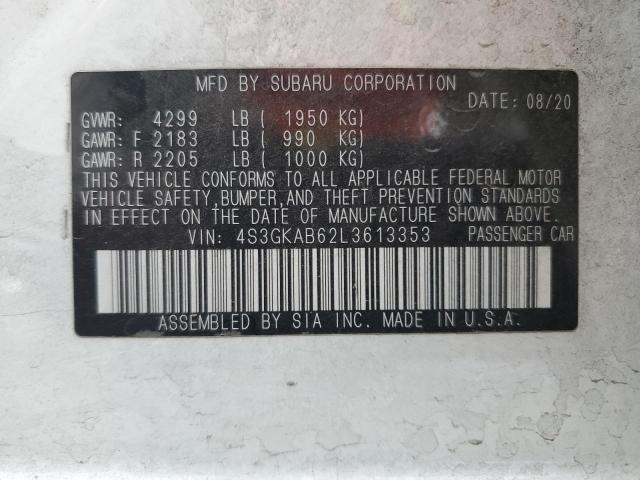 MFD BY SUBARU CORPORATION
DATE: 08/20
GVWR: 4299 LB ( 1950 KG)
GAWR: F 2183 LB ( 990 KG)
GAWR: R 2205 LB ( 1000 KG)
THIS VEHICLE CONFORMS TO ALL APPLICABLE FEDERAL MOTOR
VEHICLE SAFETY, BUMPER, AND THEFT PREVENTION STANDARDS
IN EFFECT ON THE DATE OF MANUFACTURE SHOWN ABOVE.
VIN: 4S3GKAB62L3613353 PASSENGER CAR
ASSEMBLED BY SIA INC. MADE IN U.S.A.